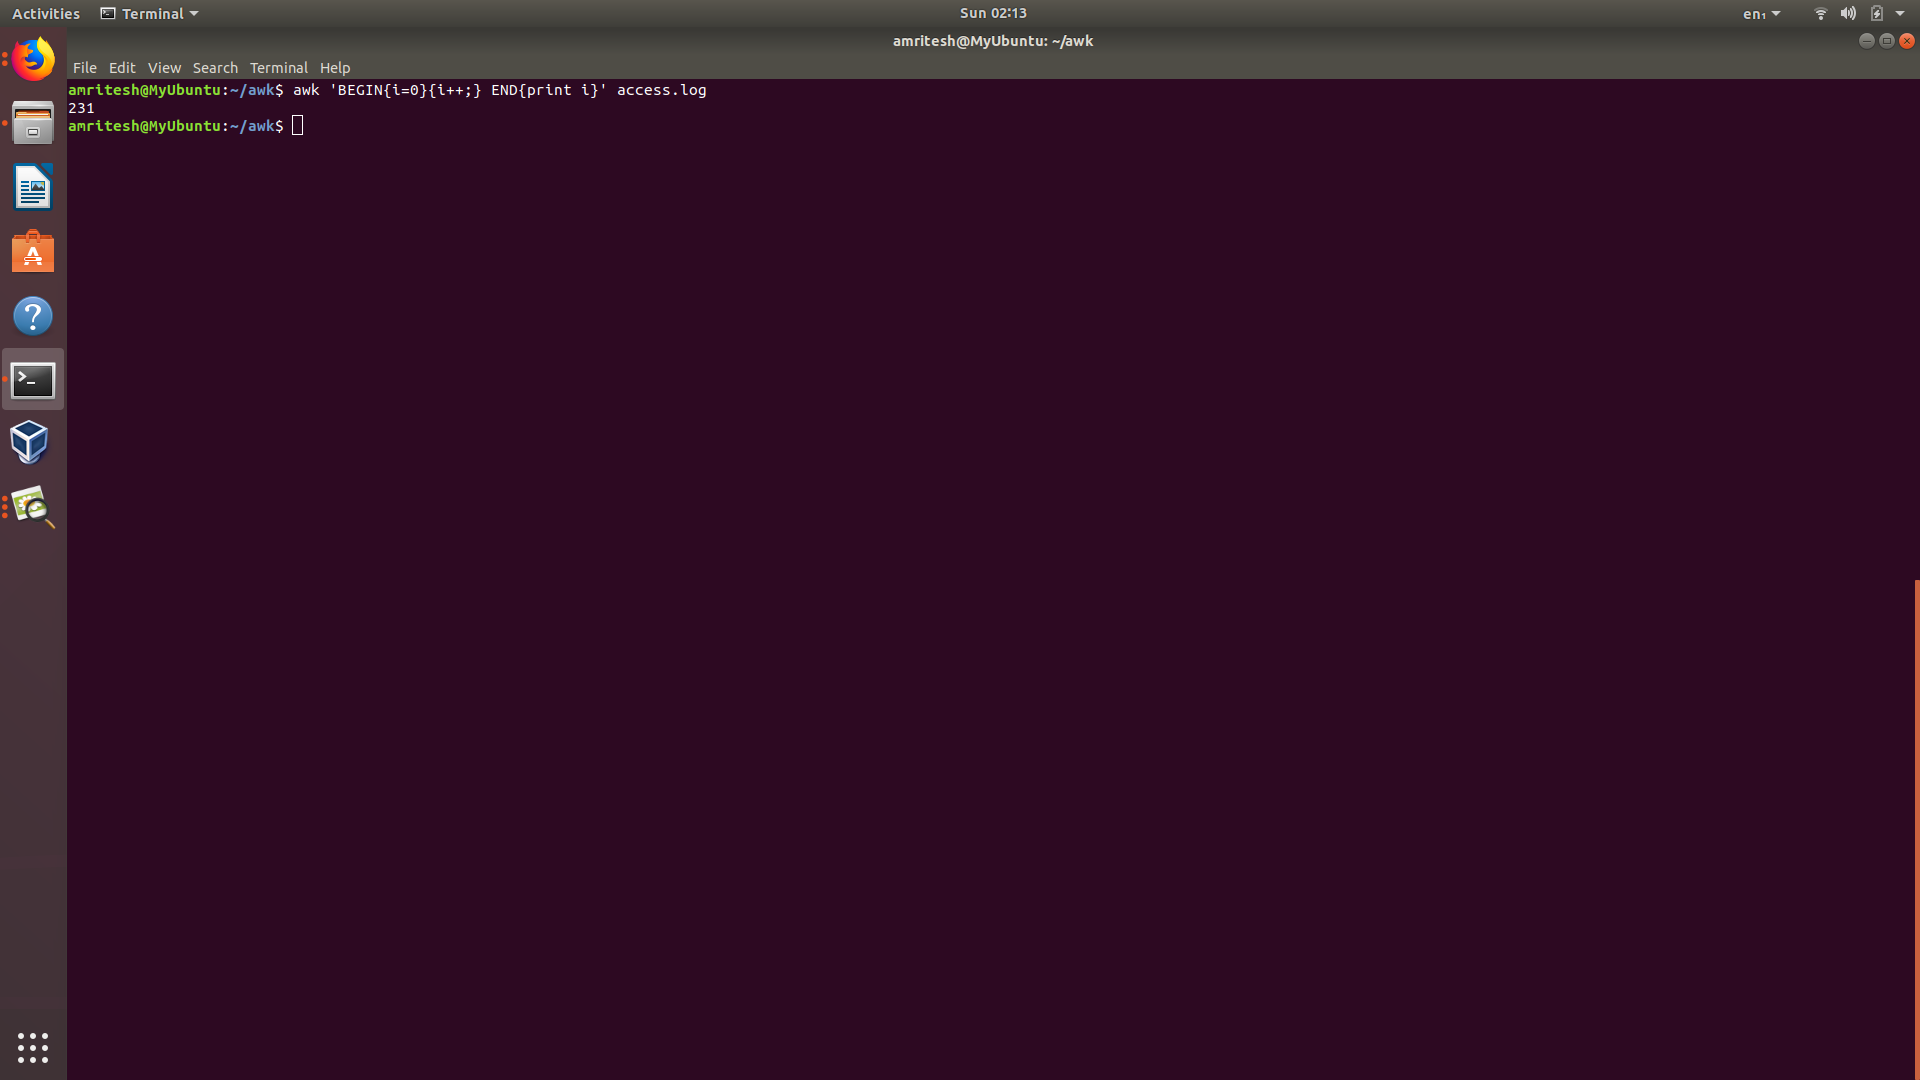 Activities Terminal Sun 02:13 en₁
amritesh@MyUbuntu: ~/awk
File Edit View Search Terminal Help
amritesh@MyUbuntu:~/awk$ awk 'BEGIN{i=0}{i++;} END{print i}' access.log
231
amritesh@MyUbuntu:~/awk$